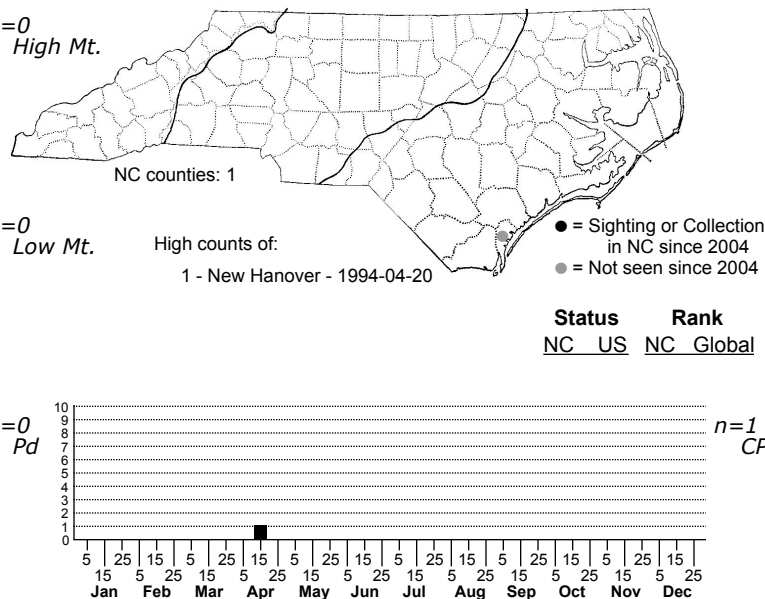 =0
High Mt.
NC counties: 1
=0
Low Mt.
High counts of:
1 - New Hanover - 1994-04-20
● = Sighting or Collection
in NC since 2004
● = Not seen since 2004
Status Rank
NC US NC Global
=0
Pd
n=1
CP
10
9
8
7
6
5
4
3
2
1
0
5 25 15 5 25 15 5 25 15 5 25 15 5 25 15 5 25 15
15 5 25 15 5 25 15 5 25 15 5 25 15 5 25 15 5 25
Jan Feb Mar Apr May Jun Jul Aug Sep Oct Nov Dec